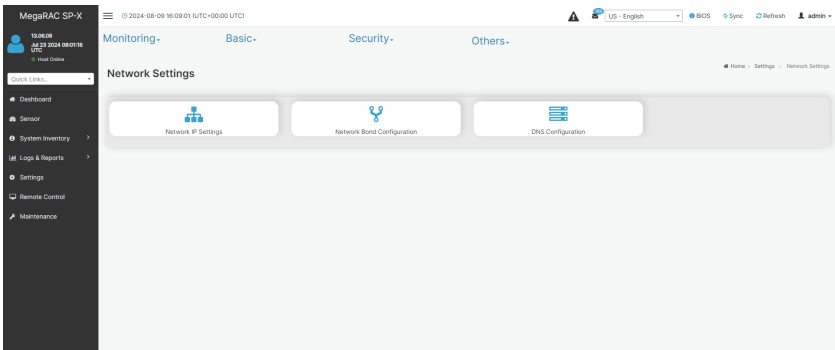 MegaRAC SP-X
2024-08-09 16:09:01 (UTC+00:00 UTC)
US - English
BIOS
Sync
Refresh
admin
13.06.08
Jul 23 2024 08:01:18
UTC
Host Online
Quick Links..
Dashboard
Sensor
System Inventory
Logs & Reports
Settings
Remote Control
Maintenance
Monitoring
Basic
Security
Others
Network Settings
Home
Settings
Network Settings
Network IP Settings
Network Bond Configuration
DNS Configuration